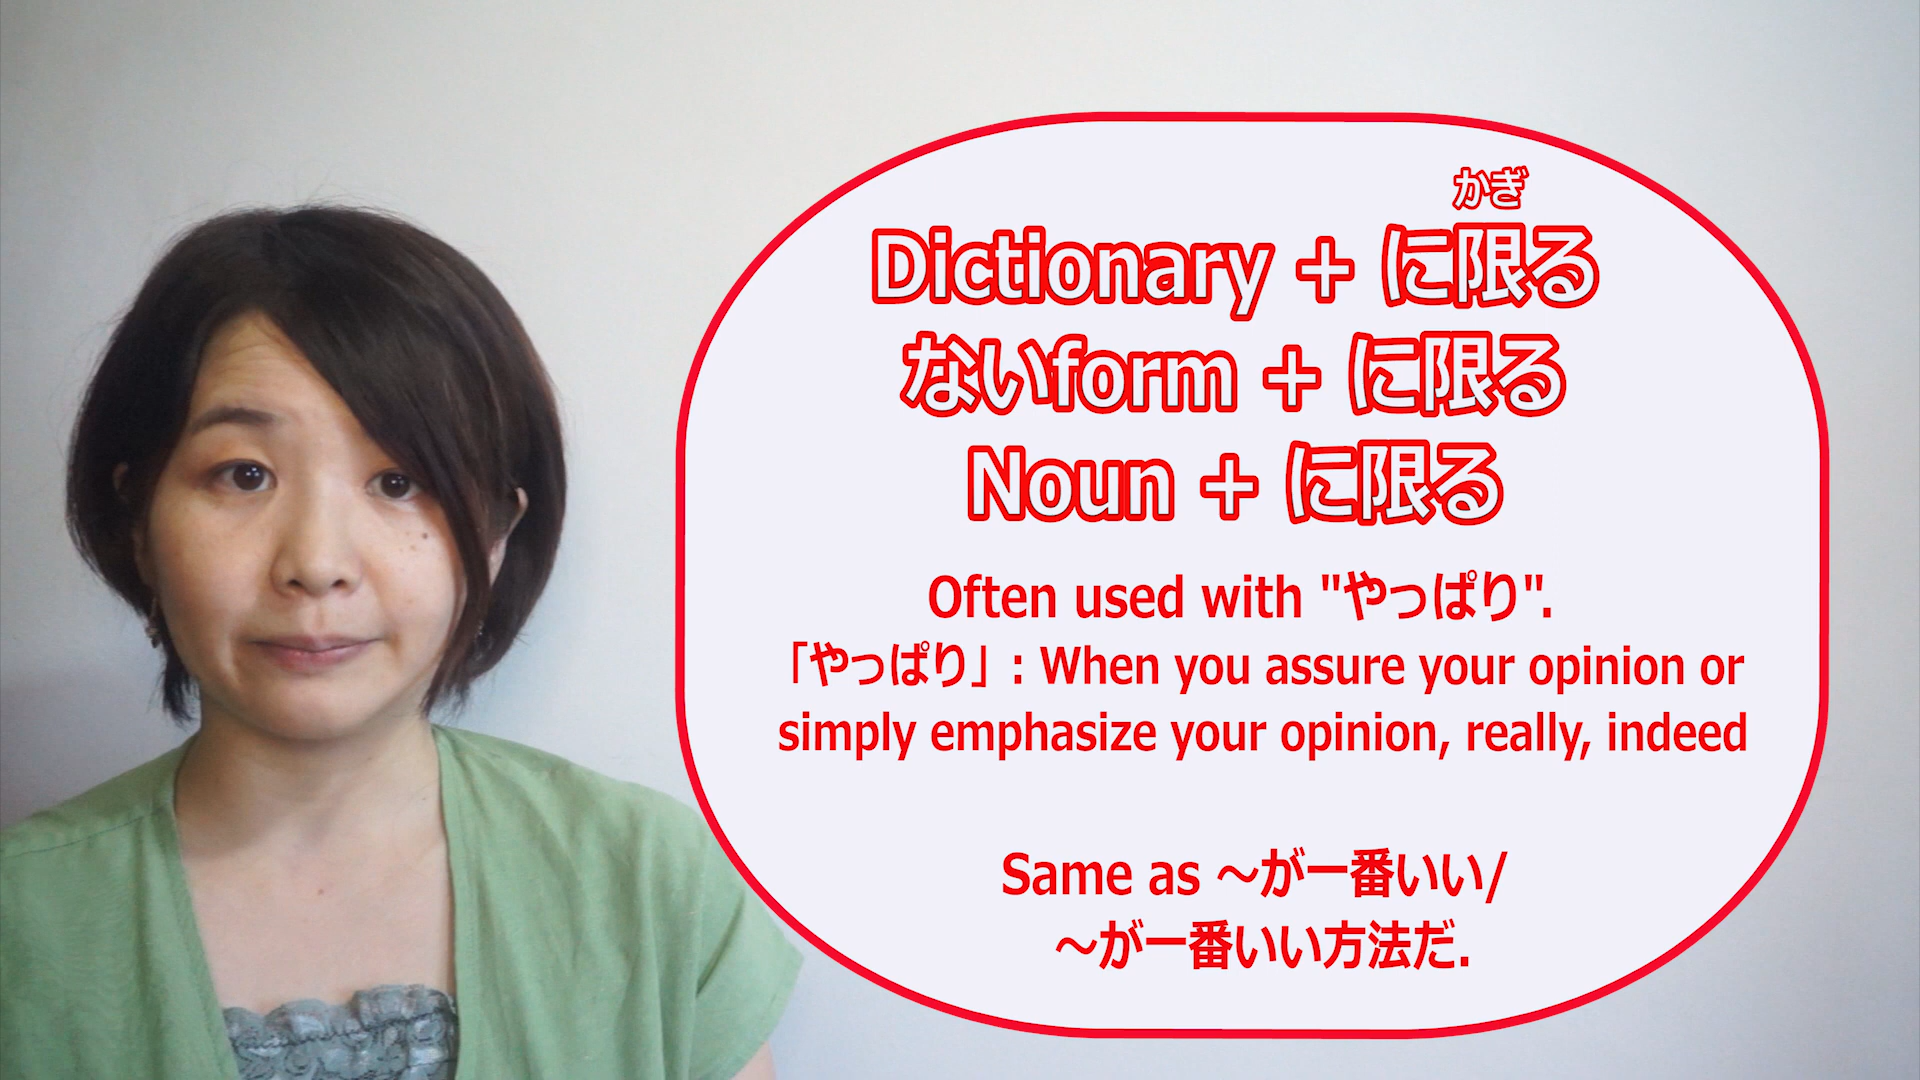 かぎ
Dictionary + に限る
ないform + に限る
Noun + に限る
Often used with "やっぱり".
「やっぱり」: When you assure your opinion or
simply emphasize your opinion, really, indeed
Same as ～が一番いい/
～が一番いい方法だ.